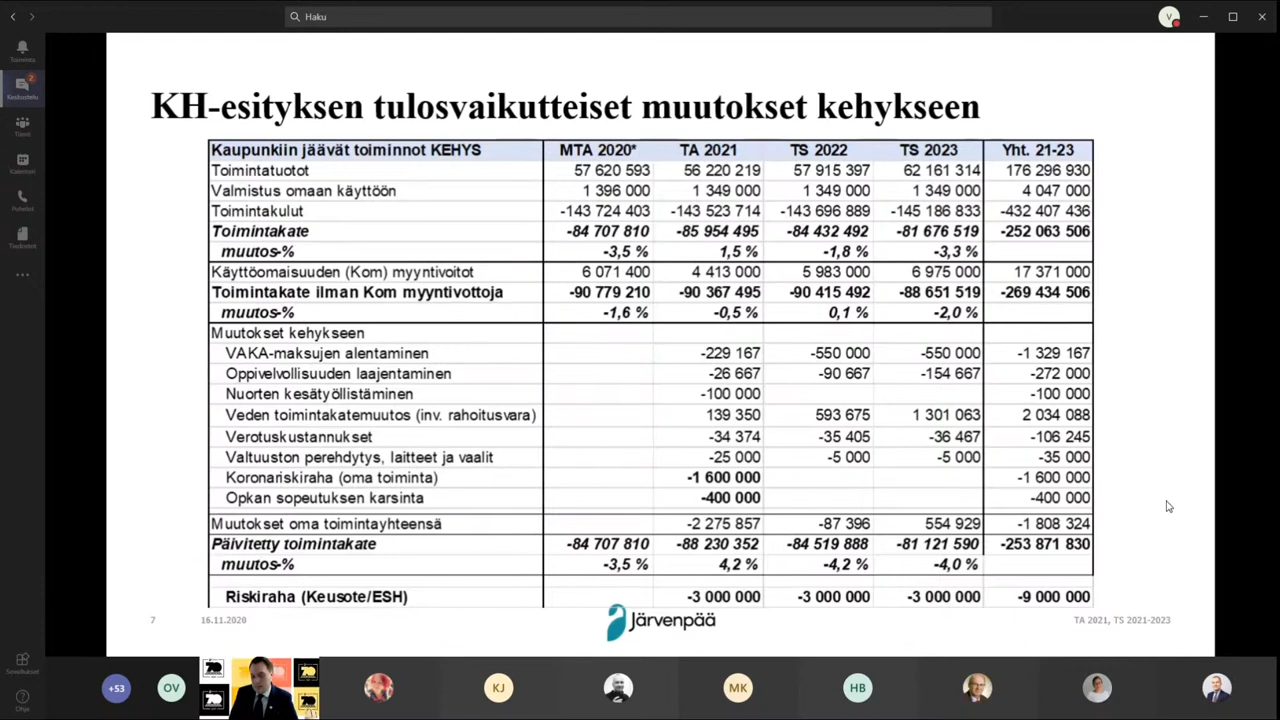 Haku
V
Toiminta
2
Keskustelu
Tiimit
Kalenteri
Puhelut
Tiedostot
Sovellukset
Ohje
KH-esityksen tulosvaikutteiset muutokset kehykseen
Kaupunkiin jäävät toiminnot KEHYS MTA 2020* TA 2021 TS 2022 TS 2023 Yht. 21-23
Toimintatuotot 57 620 593 56 220 219 57 915 397 62 161 314 176 296 930
Valmistus omaan käyttöön 1 396 000 1 349 000 1 349 000 1 349 000 4 047 000
Toimintakulut -143 724 403 -143 523 714 -143 696 889 -145 186 833 -432 407 436
Toimintakate -84 707 810 -85 954 495 -84 432 492 -81 676 519 -252 063 506
muutos-% -3,5 % 1,5 % -1,8 % -3,3 %
Käyttöomaisuuden (Kom) myyntivoitot 6 071 400 4 413 000 5 983 000 6 975 000 17 371 000
Toimintakate ilman Kom myyntivottoja -90 779 210 -90 367 495 -90 415 492 -88 651 519 -269 434 506
muutos-% -1,6 % -0,5 % 0,1 % -2,0 %
Muutokset kehykseen
VAKA-maksujen alentaminen -229 167 -550 000 -550 000 -1 329 167
Oppivelvollisuuden laajentaminen -26 667 -90 667 -154 667 -272 000
Nuorten kesätyöllistäminen -100 000 -100 000
Veden toimintakatemuutos (inv. rahoitusvara) 139 350 593 675 1 301 063 2 034 088
Verotuskustannukset -34 374 -35 405 -36 467 -106 245
Valtuuston perehdytys, laitteet ja vaalit -25 000 -5 000 -5 000 -35 000
Koronariskiraha (oma toiminta) -1 600 000 -1 600 000
Opkan sopeutuksen karsinta -400 000 -400 000
Muutokset oma toimintayhteensä -2 275 857 -87 396 554 929 -1 808 324
Päivitetty toimintakate -84 707 810 -88 230 352 -84 519 888 -81 121 590 -253 871 830
muutos-% -3,5 % 4,2 % -4,2 % -4,0 %
Riskiraha (Keusote/ESH) -3 000 000 -3 000 000 -3 000 000 -9 000 000
7 16.11.2020 Järvenpää TA 2021, TS 2021-2023
+53 OV KJ MK HB